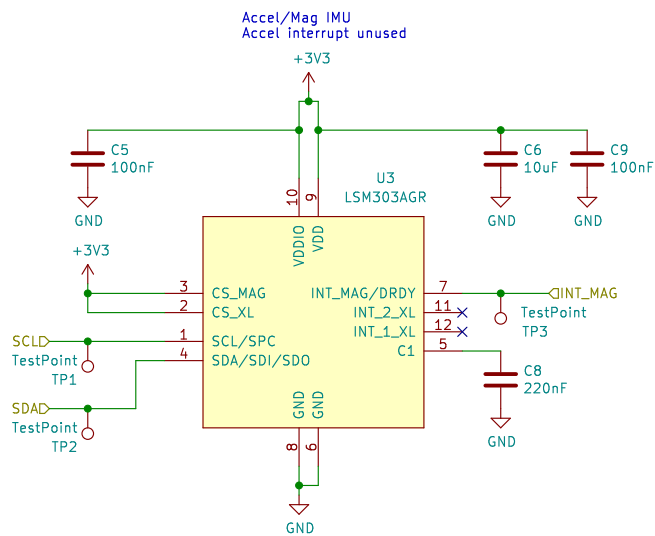 Accel/Mag IMU
Accel interrupt unused
+3V3
C5
100nF
GND
C6
10uF
GND
C9
100nF
GND
U3
LSM303AGR
10
9
VDDIO
VDD
+3V3
3
CS_MAG
2
CS_XL
SCL
1
SCL/SPC
TestPoint
TP1
4
SDA/SDI/SDO
SDA
TestPoint
TP2
INT_MAG/DRDY
7
INT_MAG
TestPoint
TP3
INT_2_XL
11
INT_1_XL
12
C1
5
C8
220nF
GND
GND
GND
8
6
GND